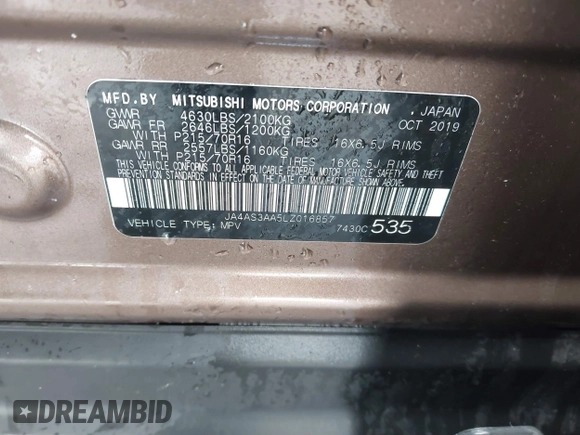 MFD.BY MITSUBISHI MOTORS CORPORATION . JAPAN
GVWR 4630LBS/2100KG OCT 2019
GAWR FR 2646LBS/1200KG
WITH P215/70R16 TIRES 16X6.5J RIMS
GAWR RR 2557LBS/1160KG
WITH P215/70R16 TIRES 16X6.5J RIMS
THIS VEHICLE CONFORMS TO ALL APPLICABLE FEDERAL MOTOR VEHICLE SAFETY, BUMPER AND THEFT
PREVENTION STANDARDS IN EFFECT ON THE DATE OF MANUFACTURE SHOWN ABOVE.
JA4AS3AA5LZ016857
VEHICLE TYPE: MPV 7430C 535
DREAMBID